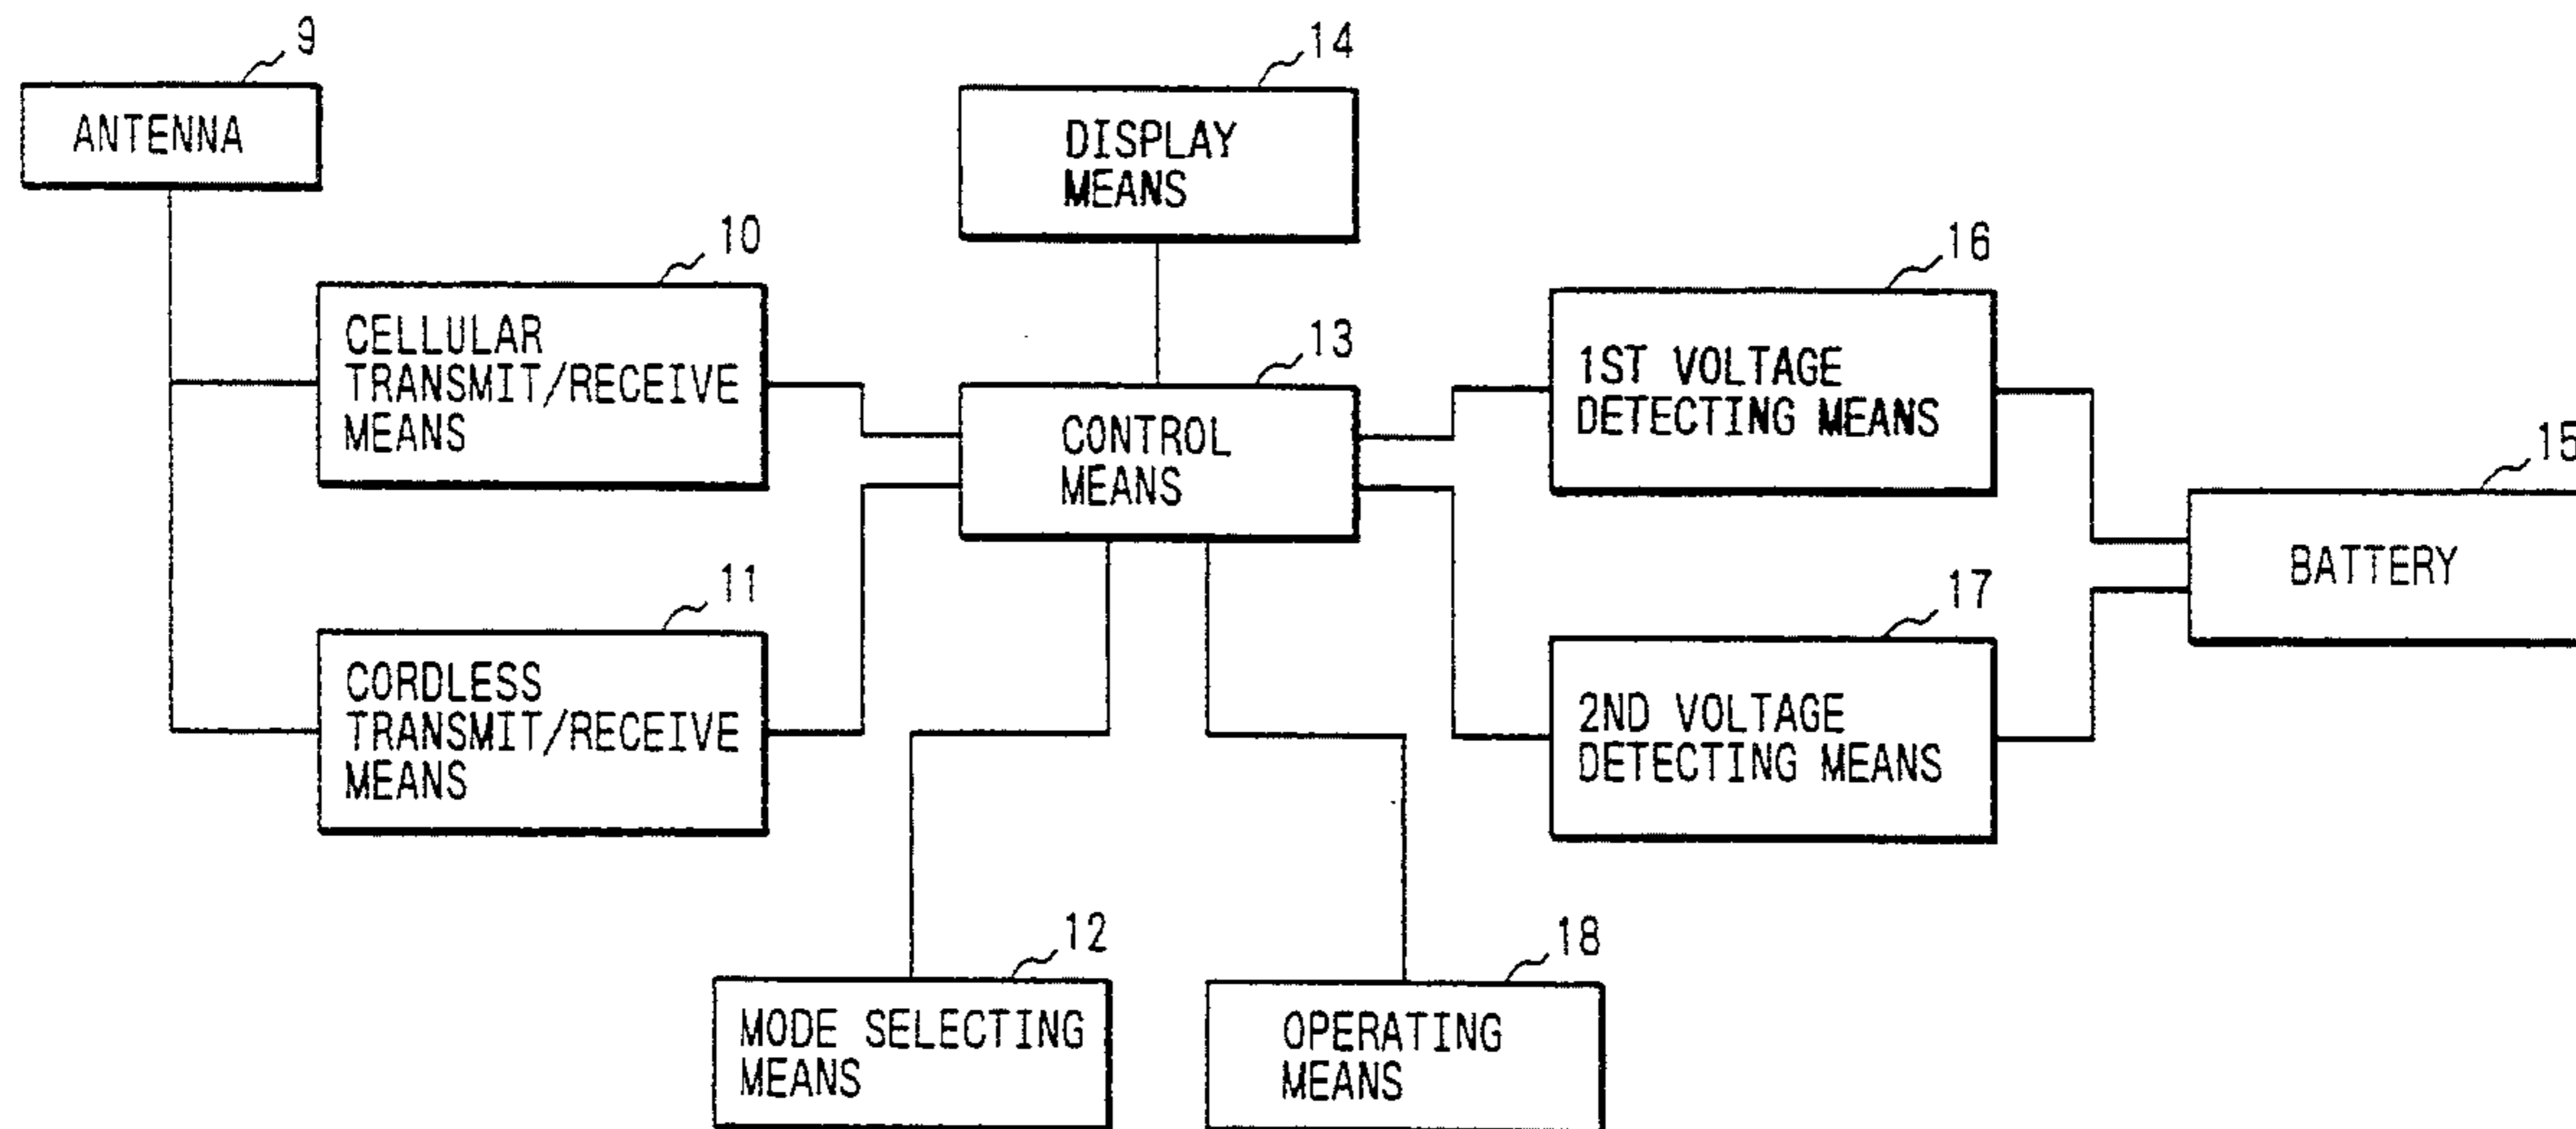 9
ANTENNA
14
DISPLAY
MEANS
10
CELLULAR
TRANSMIT/RECEIVE
MEANS
13
CONTROL
MEANS
16
1ST VOLTAGE
DETECTING MEANS
15
BATTERY
11
CORDLESS
TRANSMIT/RECEIVE
MEANS
17
2ND VOLTAGE
DETECTING MEANS
12
MODE SELECTING
MEANS
18
OPERATING
MEANS